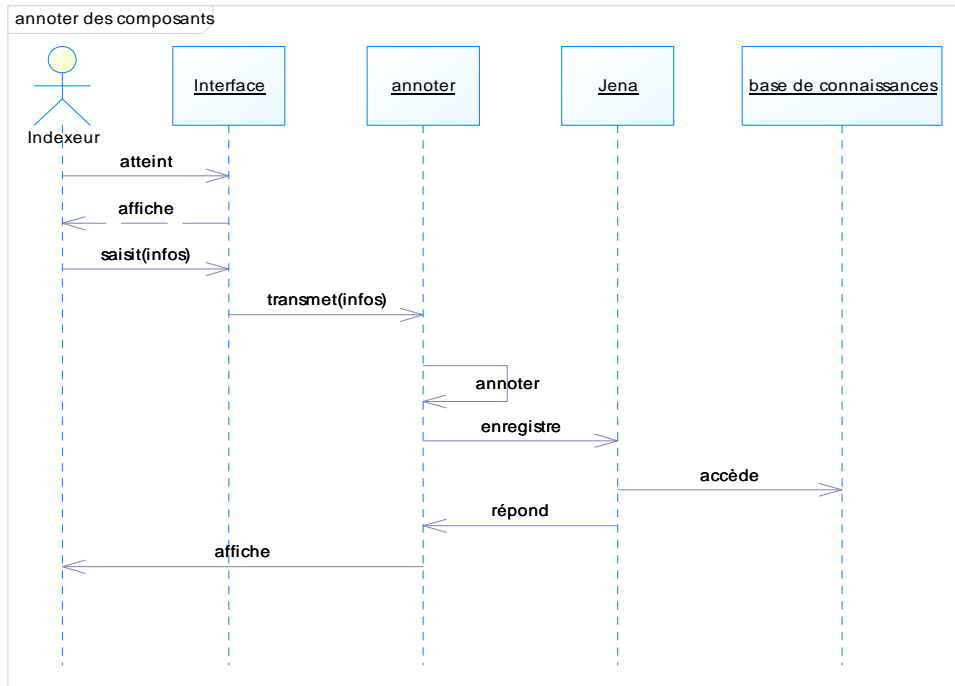 annoter des composants
Interface
annoter
Jena
base de connaissances
Indexeur
atteint
affiche
saisit(infos)
transmet(infos)
annoter
enregistre
accède
répond
affiche